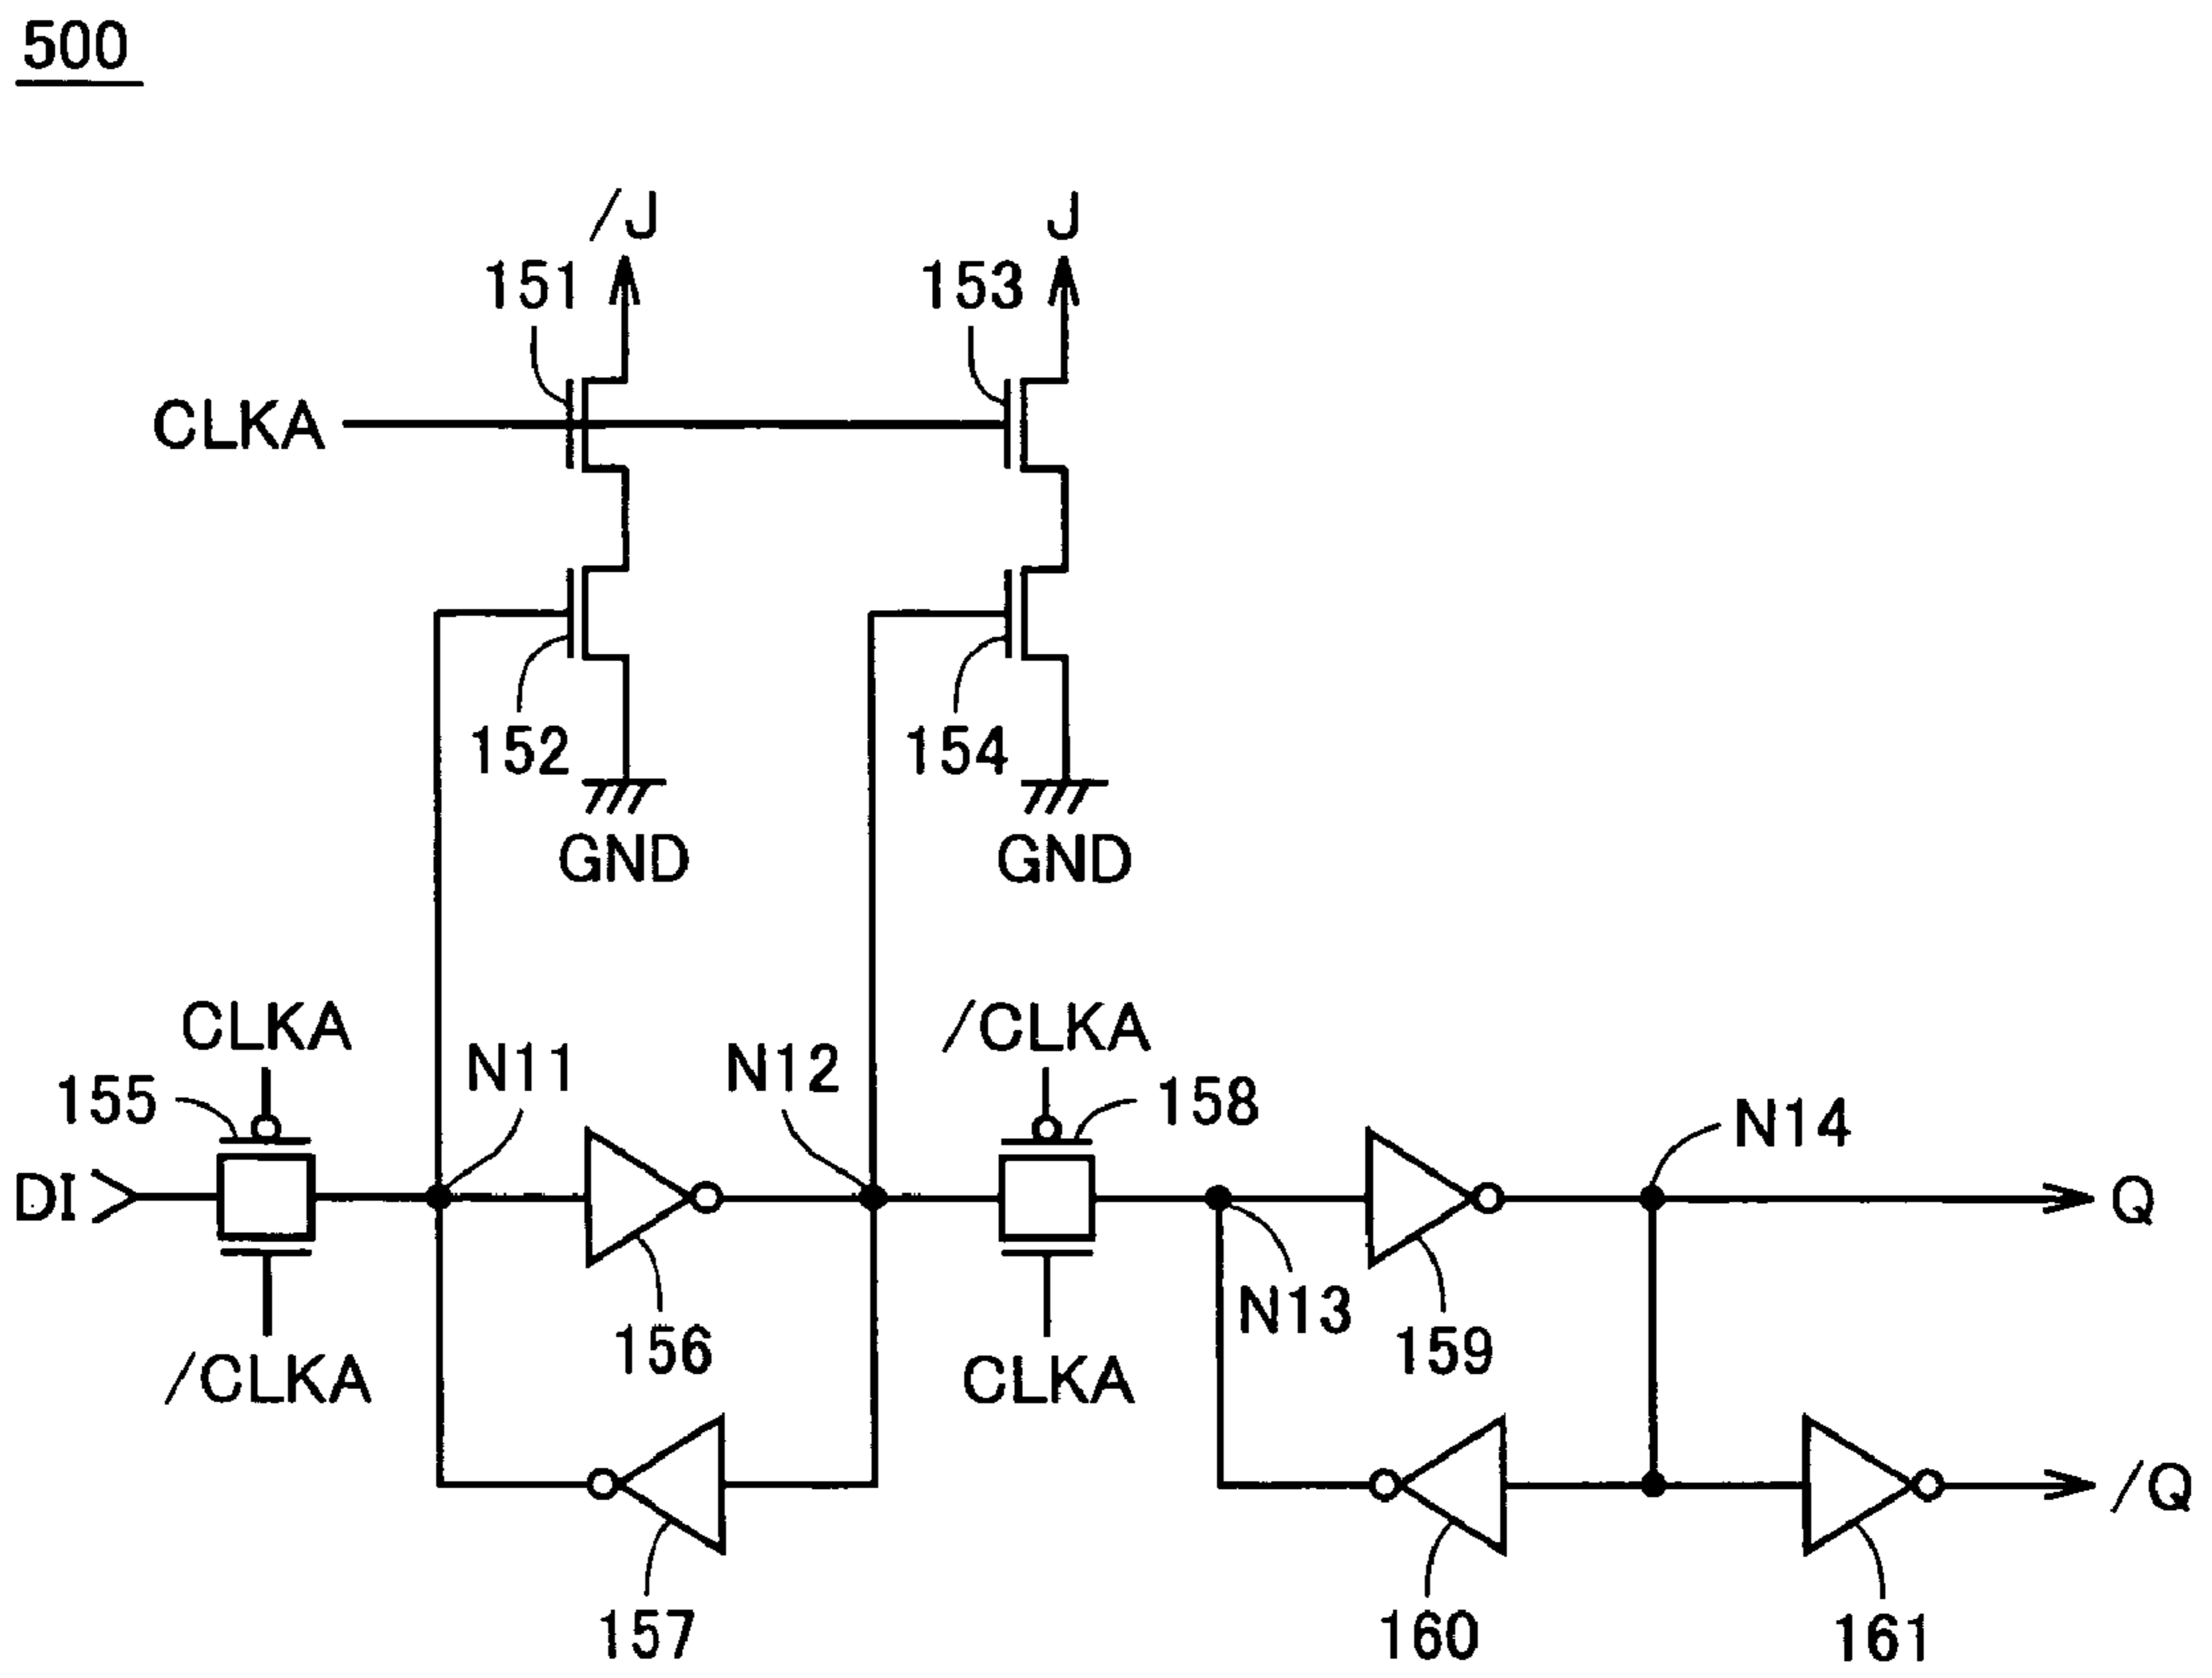 500
/J
J
151
153
CLKA
152
154
GND
GND
CLKA
/CLKA
N11
N12
155
158
N14
DI
Q
N13
156
159
/CLKA
CLKA
/Q
157
160
161